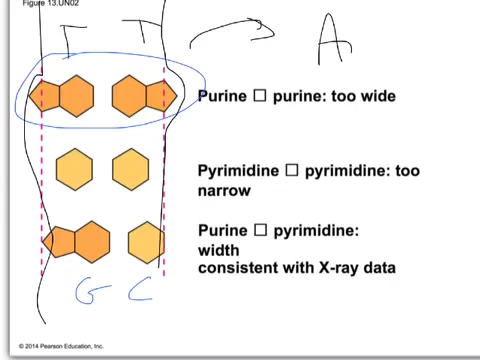 Figure 13.UN02
T T A
Purine □ purine: too wide
Pyrimidine □ pyrimidine: too
narrow
Purine □ pyrimidine:
width
consistent with X-ray data
G C
© 2014 Pearson Education, Inc.